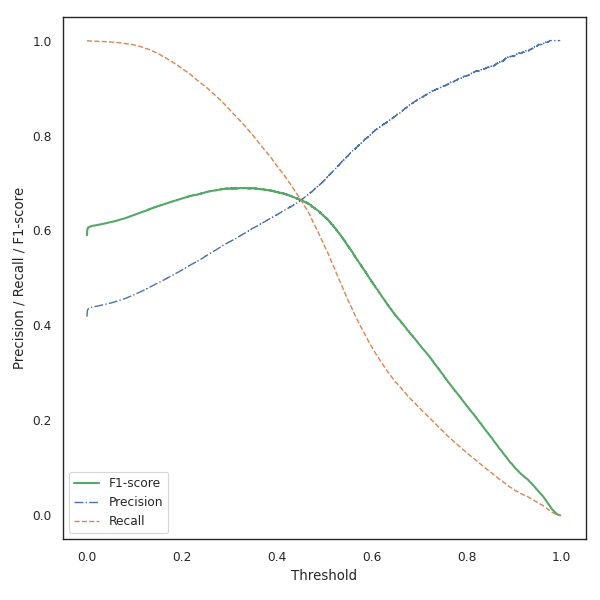 Precision / Recall / F1-score
1.0
0.8
0.6
0.4
0.2
0.0
F1-score
Precision
Recall
0.0 0.2 0.4 0.6 0.8 1.0
Threshold